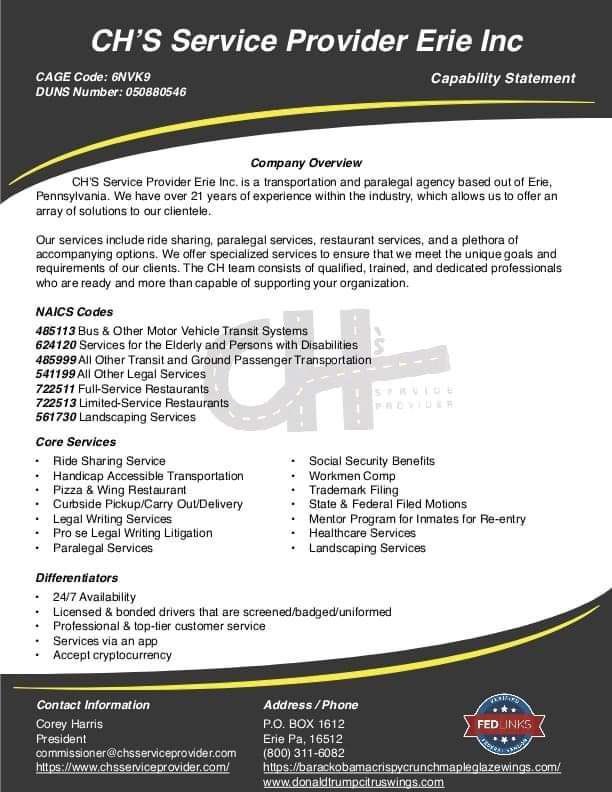 CH'S Service Provider Erie Inc
CAGE Code: 6NVK9
DUNS Number: 050880546
Capability Statement
Company Overview
CH'S Service Provider Erie Inc. is a transportation and paralegal agency based out of Erie,
Pennsylvania. We have over 21 years of experience within the industry, which allows us to offer an
array of solutions to our clientele.
Our services include ride sharing, paralegal services, restaurant services, and a plethora of
accompanying options. We offer specialized services to ensure that we meet the unique goals and
requirements of our clients. The CH team consists of qualified, trained, and dedicated professionals
who are ready and more than capable of supporting your organization.
NAICS Codes
485113 Bus & Other Motor Vehicle Transit Systems
624120 Services for the Elderly and Persons with Disabilities
485999 All Other Transit and Ground Passenger Transportation
541199 All Other Legal Services
722511 Full-Service Restaurants
722513 Limited-Service Restaurants
561730 Landscaping Services
CH's
SERVICE
PROVIDER
Core Services
• Ride Sharing Service
• Handicap Accessible Transportation
• Pizza & Wing Restaurant
• Curbside Pickup/Carry Out/Delivery
• Legal Writing Services
• Pro se Legal Writing Litigation
• Paralegal Services
• Social Security Benefits
• Workmen Comp
• Trademark Filing
• State & Federal Filed Motions
• Mentor Program for Inmates for Re-entry
• Healthcare Services
• Landscaping Services
Differentiators
• 24/7 Availability
• Licensed & bonded drivers that are screened/badged/uniformed
• Professional & top-tier customer service
• Services via an app
• Accept cryptocurrency
Contact Information
Corey Harris
President
commissioner@chsserviceprovider.com
https://www.chsserviceprovider.com/
Address / Phone
P.O. BOX 1612
Erie Pa, 16512
(800) 311-6082
https://barackobamacrispycrunchmapleglazewings.com/
www.donaldtrumpcitruswings.com
VERIFIED
FEDLINKS
FEDERAL VENDOR